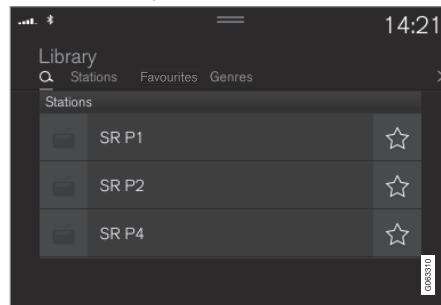 14:21
Library
Stations Favourites Genres
Stations
SR P1
SR P2
SR P4
G063310